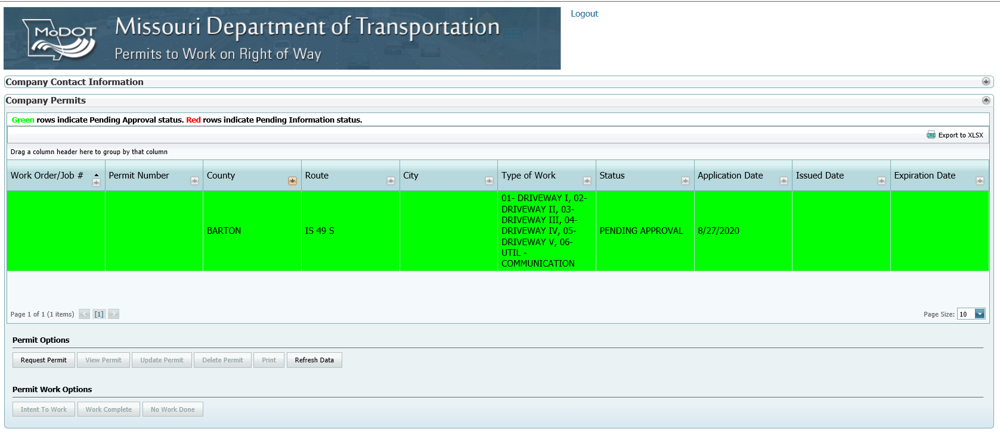 MoDOT
Missouri Department of Transportation
Permits to Work on Right of Way
Logout
Company Contact Information
Company Permits
Green rows indicate Pending Approval status. Red rows indicate Pending Information status.
XLSX Export to XLSX
Drag a column header here to group by that column
Work Order/Job # Permit Number County Route City Type of Work Status Application Date Issued Date Expiration Date
BARTON IS 49 S
01- DRIVEWAY I, 02-
DRIVEWAY II, 03-
DRIVEWAY III, 04-
DRIVEWAY IV, 05-
DRIVEWAY V, 06-
UTIL -
COMMUNICATION
PENDING APPROVAL 8/27/2020
Page 1 of 1 (1 items) < [1] > Page Size: 10
Permit Options
Request Permit View Permit Update Permit Delete Permit Print Refresh Data
Permit Work Options
Intent To Work Work Complete No Work Done